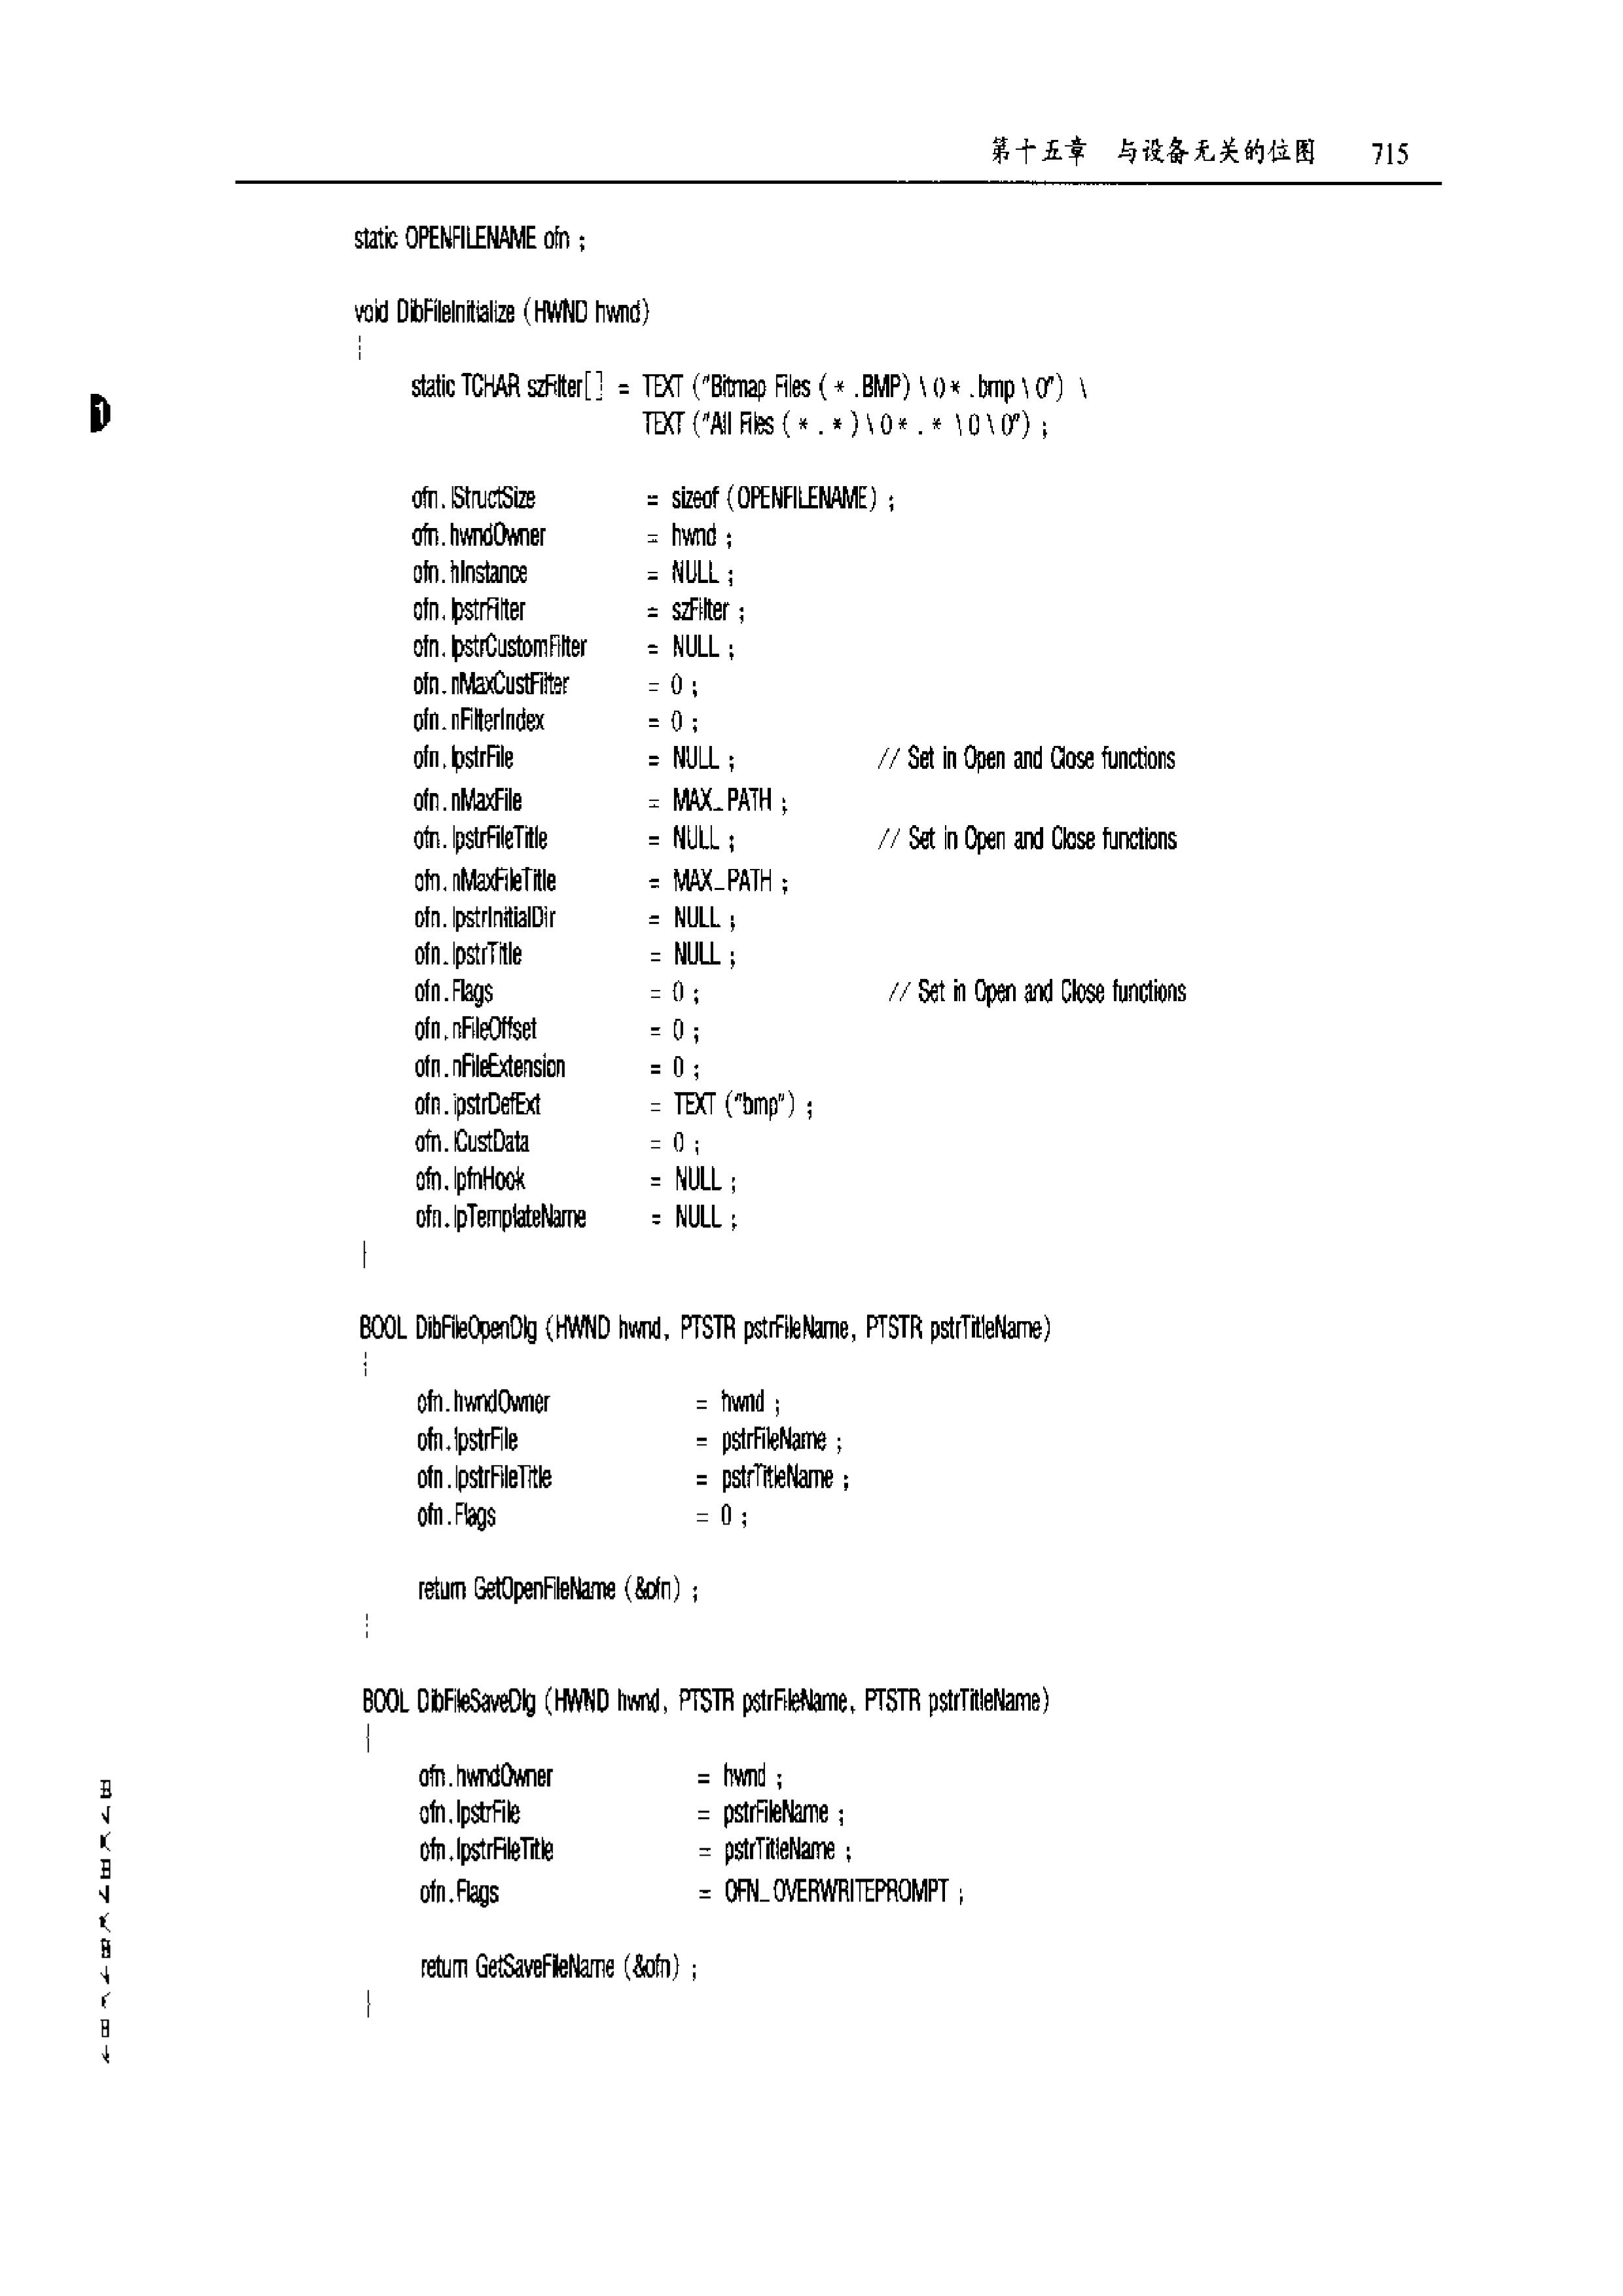 第十五章 与设备无关的位图 715
static OPENFILENAME ofn ;
void DibFileInitialize (HWND hwnd)
{
static TCHAR szFilter[] = TEXT ("Bitmap Files (*.BMP)\0*.bmp\0") \
TEXT ("All Files (*.*)\0*.*\0\0") ;
ofn.lStructSize = sizeof (OPENFILENAME) ;
ofn.hwndOwner = hwnd ;
ofn.hInstance = NULL ;
ofn.lpstrFilter = szFilter ;
ofn.lpstrCustomFilter = NULL ;
ofn.nMaxCustFilter = 0 ;
ofn.nFilterIndex = 0 ;
ofn.lpstrFile = NULL ; // Set in Open and Close functions
ofn.nMaxFile = MAX_PATH ;
ofn.lpstrFileTitle = NULL ; // Set in Open and Close functions
ofn.nMaxFileTitle = MAX_PATH ;
ofn.lpstrInitialDir = NULL ;
ofn.lpstrTitle = NULL ;
ofn.Flags = 0 ; // Set in Open and Close functions
ofn.nFileOffset = 0 ;
ofn.nFileExtension = 0 ;
ofn.lpstrDefExt = TEXT ("bmp") ;
ofn.lCustData = 0 ;
ofn.lpfnHook = NULL ;
ofn.lpTemplateName = NULL ;
}
BOOL DibFileOpenDlg (HWND hwnd, PTSTR pstrFileName, PTSTR pstrTitleName)
{
ofn.hwndOwner = hwnd ;
ofn.lpstrFile = pstrFileName ;
ofn.lpstrFileTitle = pstrTitleName ;
ofn.Flags = 0 ;
return GetOpenFileName (&ofn) ;
}
BOOL DibFileSaveDlg (HWND hwnd, PTSTR pstrFileName, PTSTR pstrTitleName)
{
ofn.hwndOwner = hwnd ;
ofn.lpstrFile = pstrFileName ;
ofn.lpstrFileTitle = pstrTitleName ;
ofn.Flags = OFN_OVERWRITEPROMPT ;
return GetSaveFileName (&ofn) ;
}